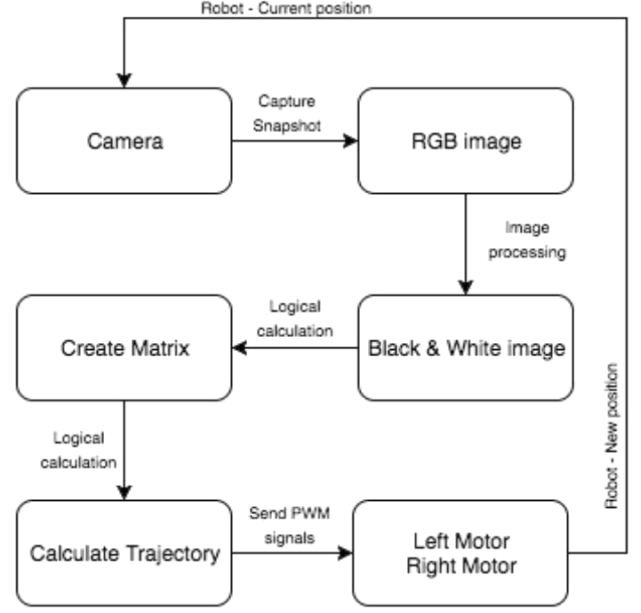 Robot - Current position
Camera
Capture
Snapshot
RGB image
Image
processing
Black & White image
Logical
calculation
Create Matrix
Logical
calculation
Calculate Trajectory
Send PWM
signals
Left Motor
Right Motor
Robot - New position